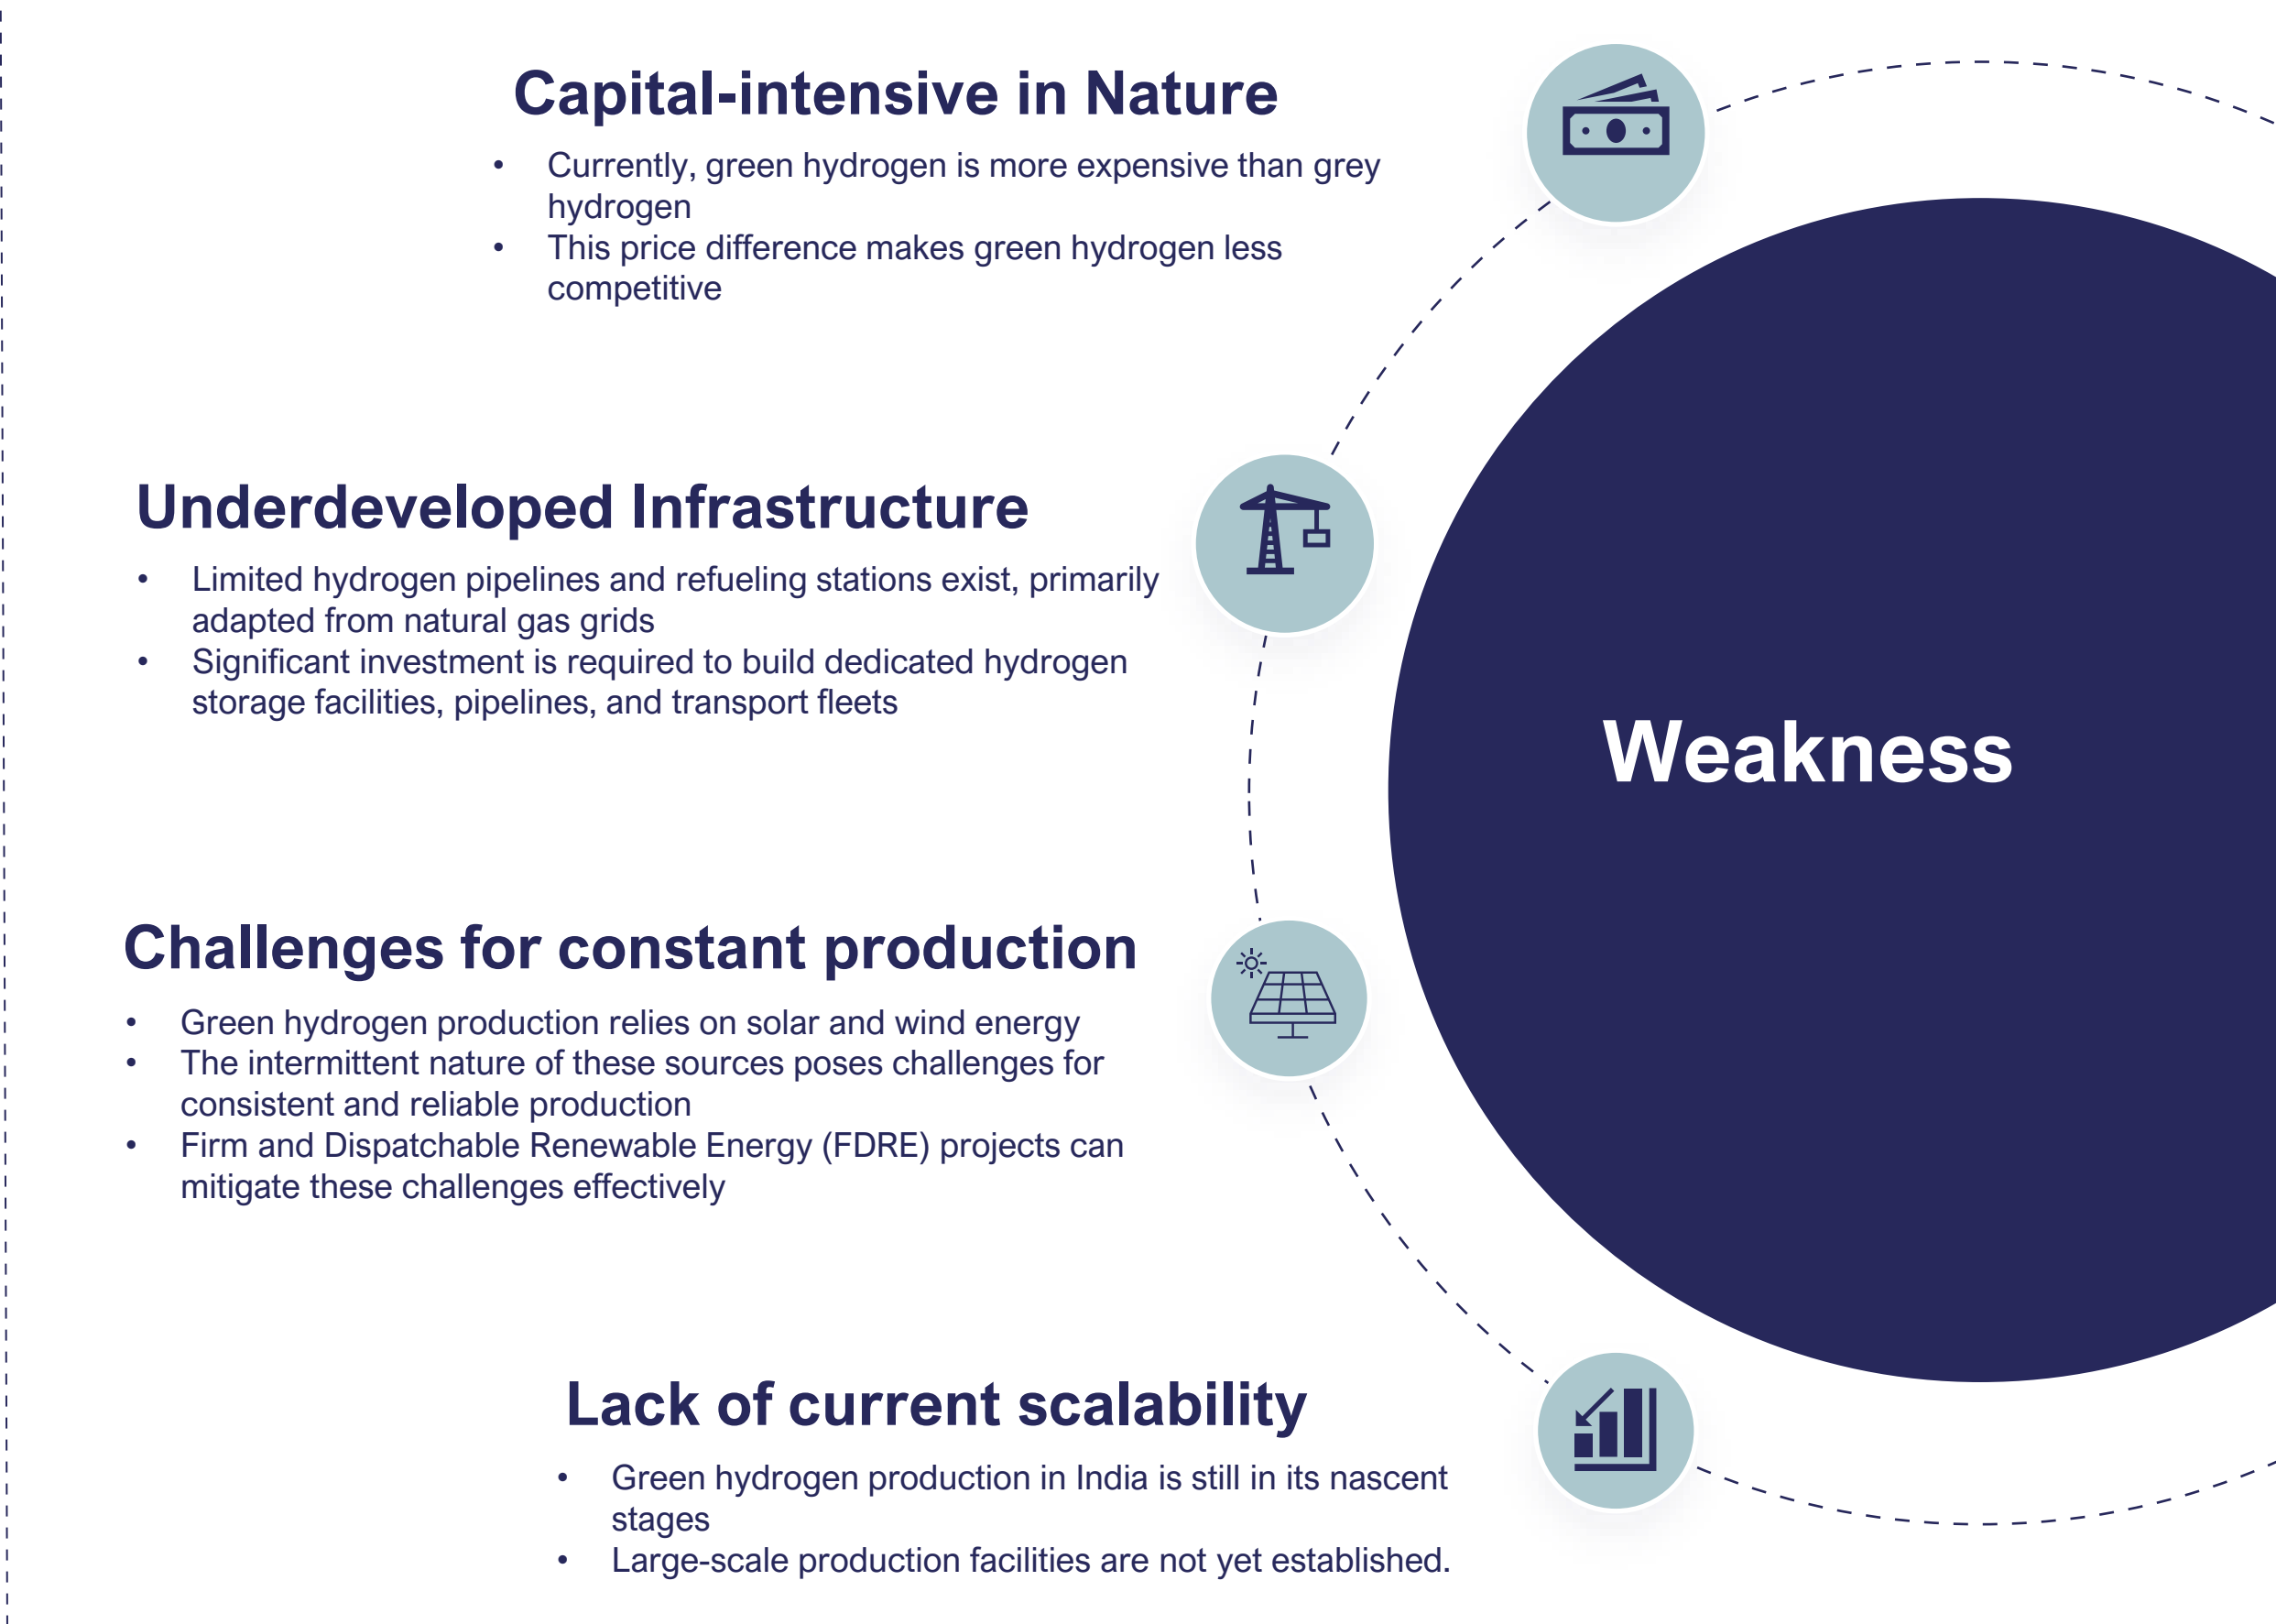 Capital-intensive in Nature
• Currently, green hydrogen is more expensive than grey
hydrogen
• This price difference makes green hydrogen less
competitive
Underdeveloped Infrastructure
• Limited hydrogen pipelines and refueling stations exist, primarily
adapted from natural gas grids
• Significant investment is required to build dedicated hydrogen
storage facilities, pipelines, and transport fleets
Weakness
Challenges for constant production
• Green hydrogen production relies on solar and wind energy
• The intermittent nature of these sources poses challenges for
consistent and reliable production
• Firm and Dispatchable Renewable Energy (FDRE) projects can
mitigate these challenges effectively
Lack of current scalability
• Green hydrogen production in India is still in its nascent
stages
• Large-scale production facilities are not yet established.